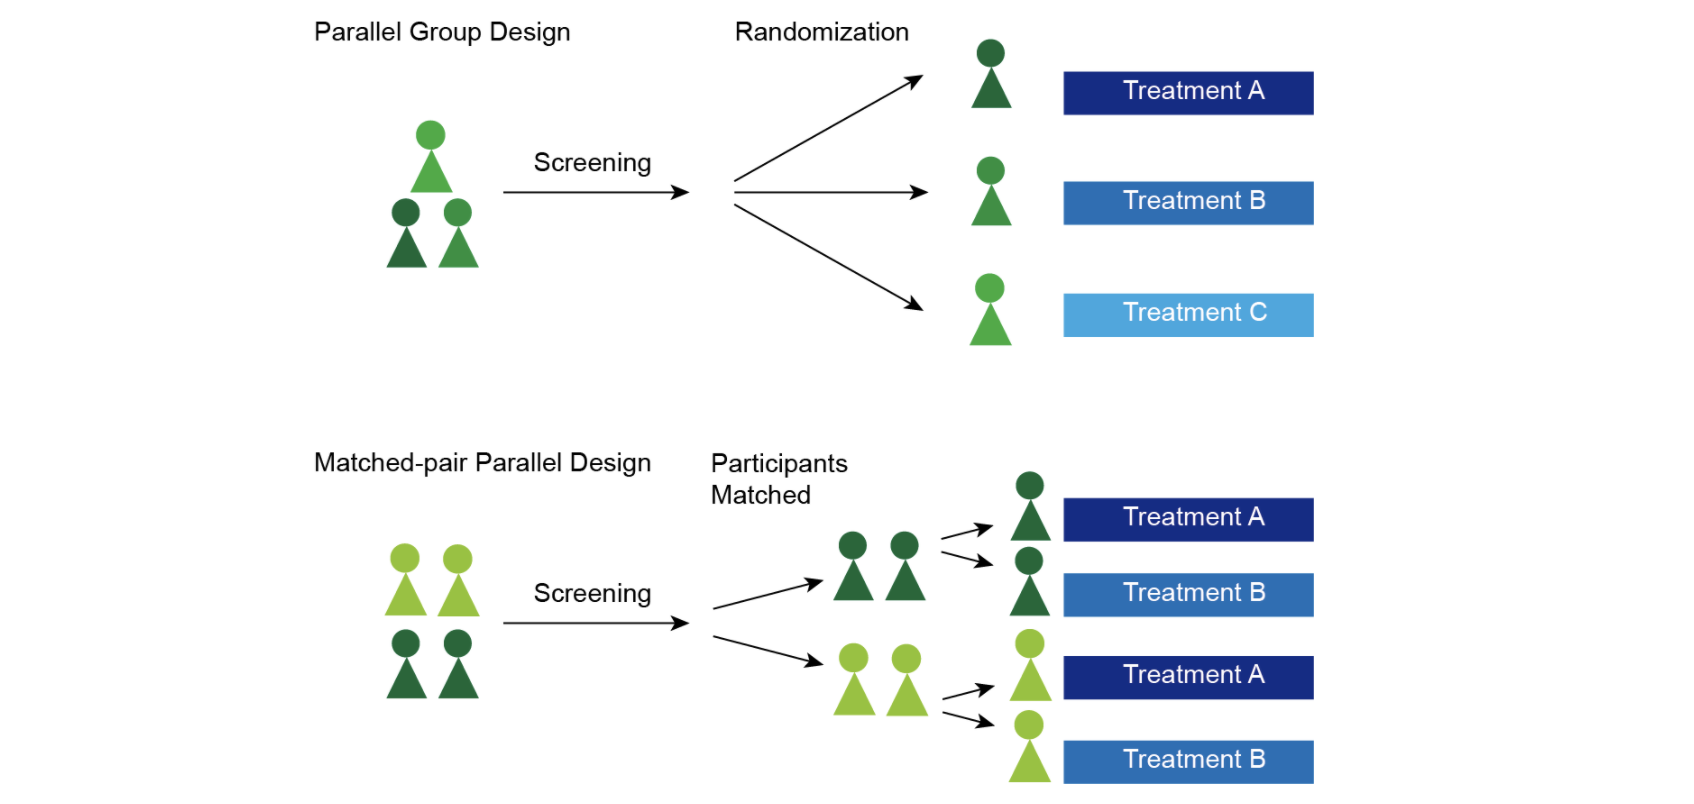 Parallel Group Design
Randomization
Treatment A
Screening
Treatment B
Treatment C
Matched-pair Parallel Design
Participants
Matched
Treatment A
Screening
Treatment B
Treatment A
Treatment B